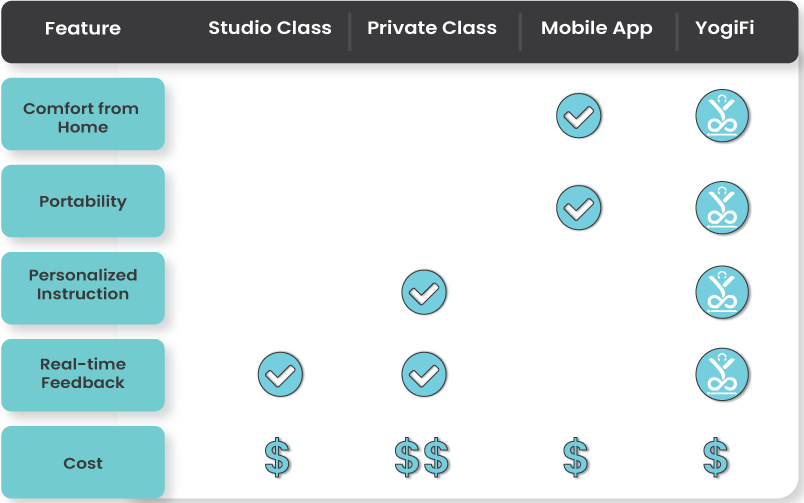 Feature Studio Class Private Class Mobile App YogiFi
Comfort from
Home
Portability
Personalized
Instruction
Real-time
Feedback
Cost $ $$ $ $